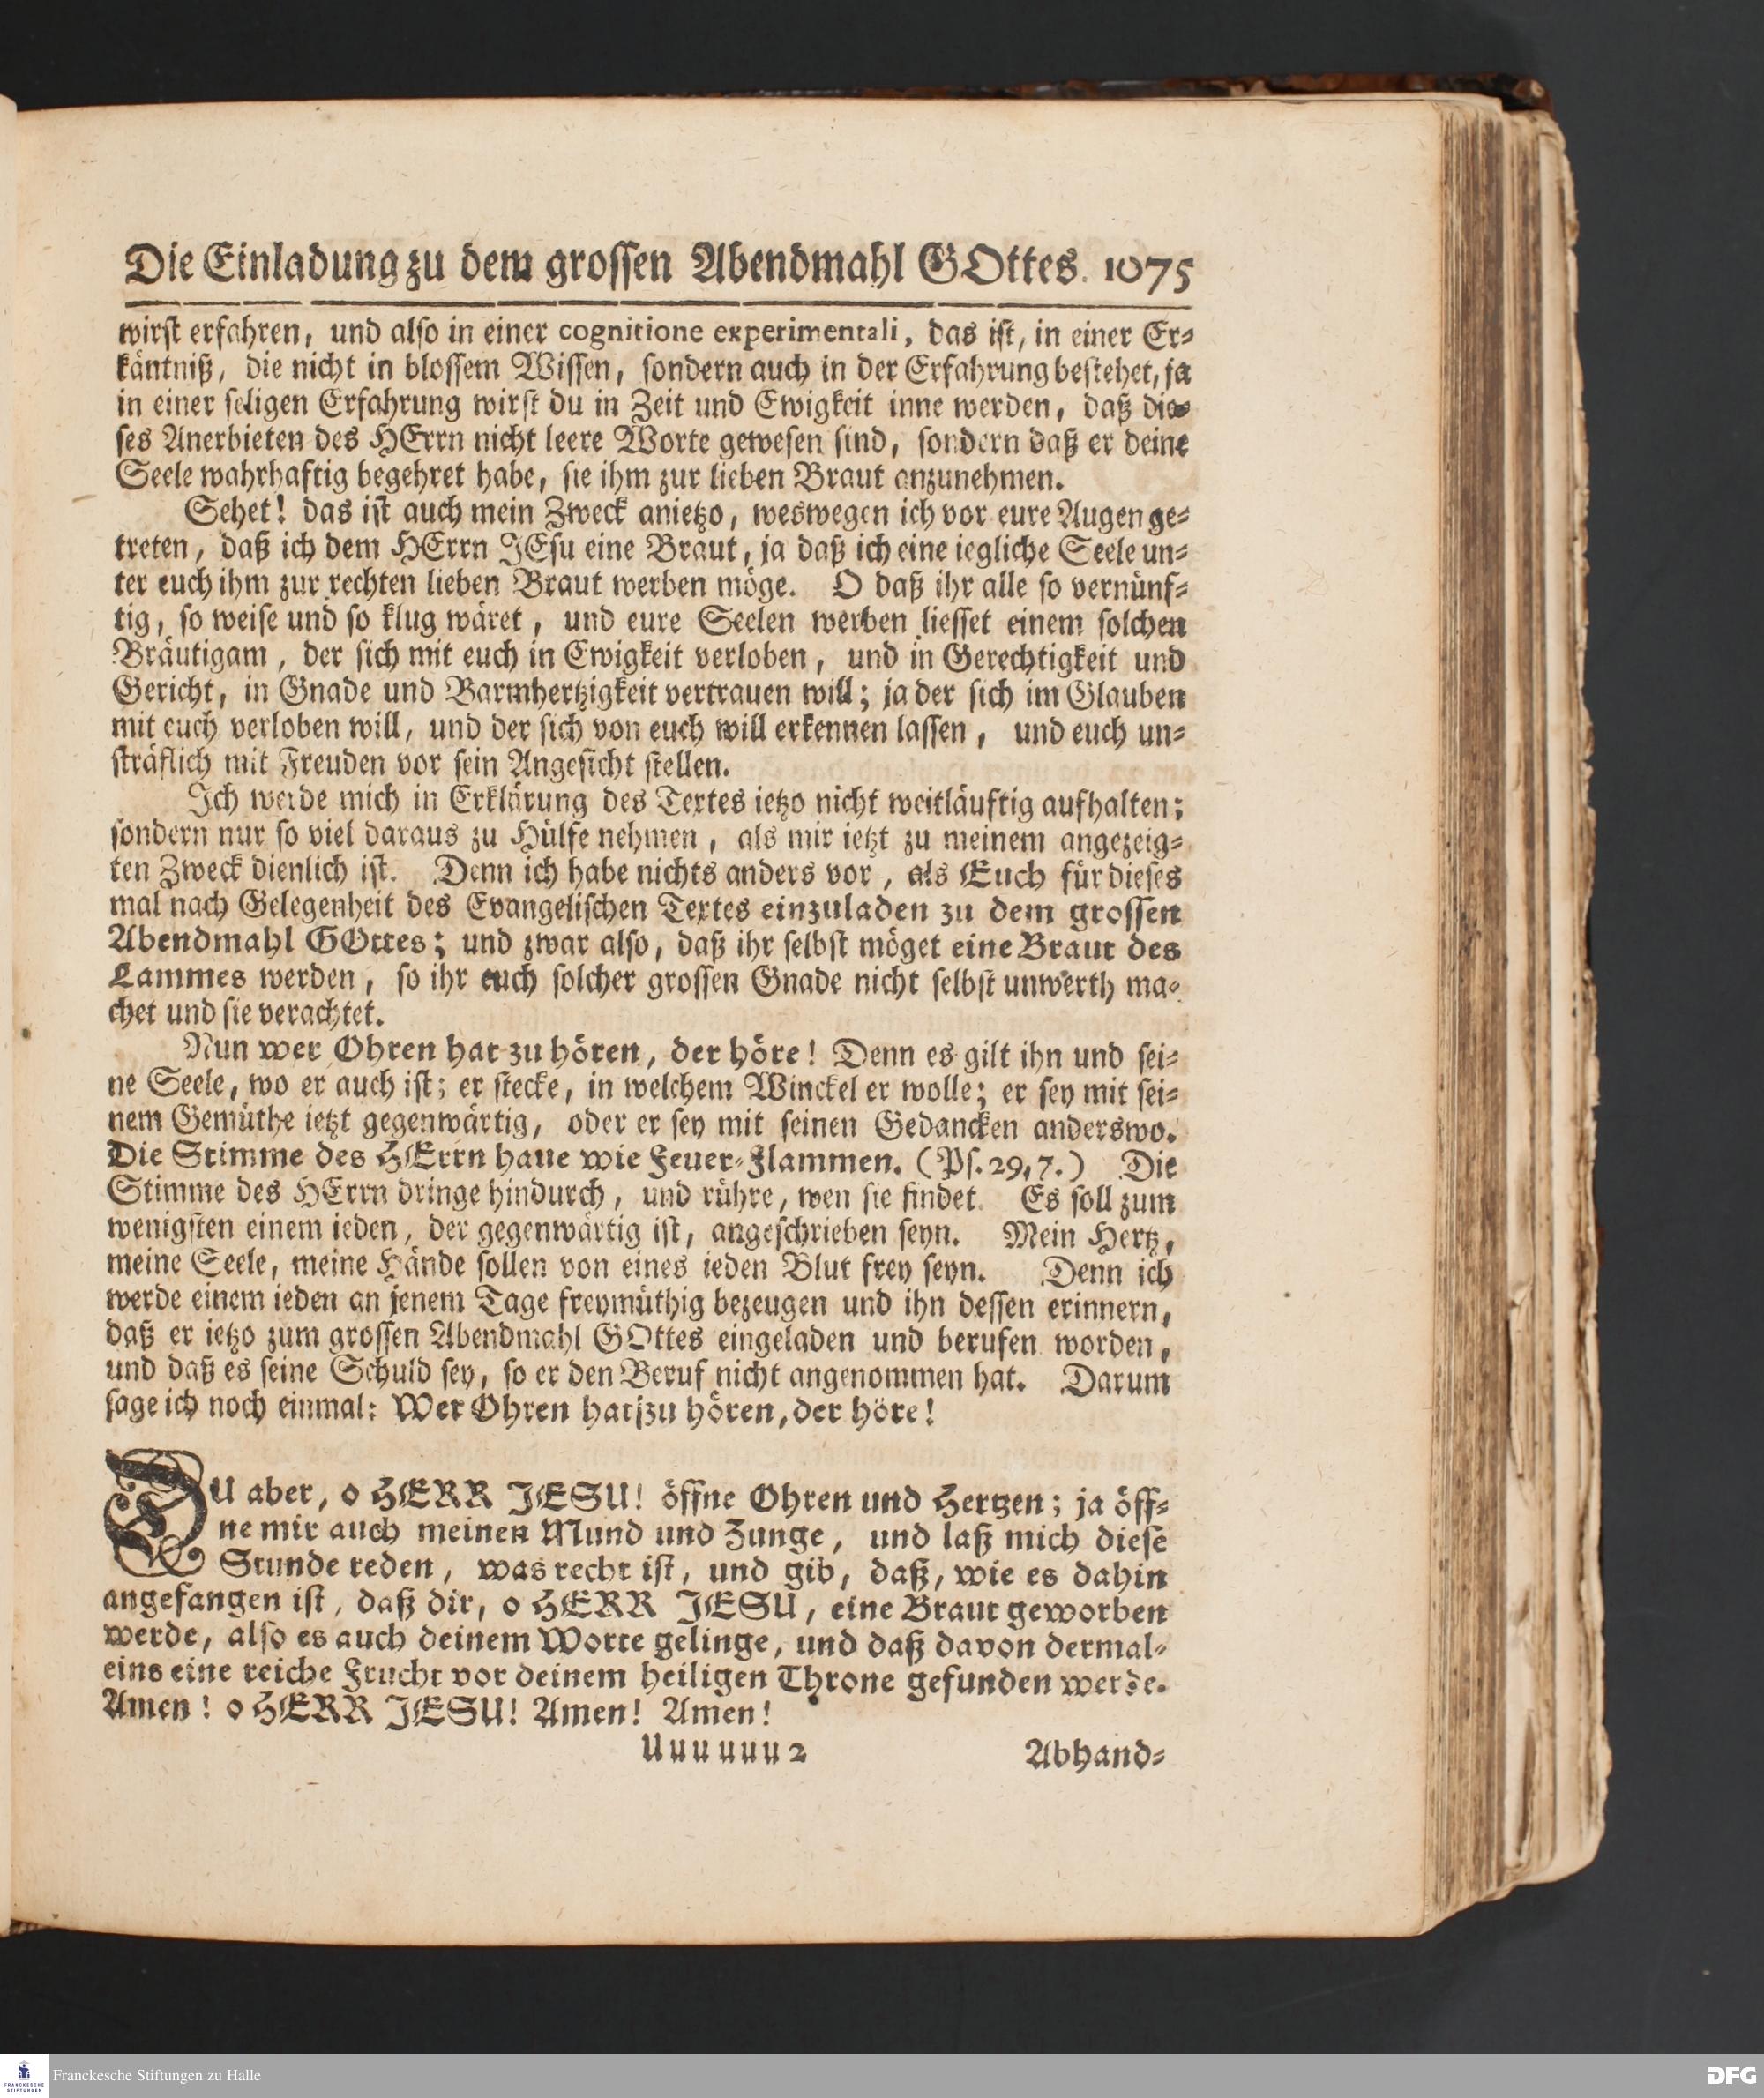 Die Einladung zu dem grossen Abendmahl GOttes. 1075
wirst erfahren, und also in einer cognitione experimentali, das ist, in einer Er-
käntniß, die nicht in blossem Wissen, sondern auch in der Erfahrung bestehet, ja
in einer seligen Erfahrung wirst du in Zeit und Ewigkeit inne werden, daß die-
ses Anerbieten des HErrn nicht leere Worte gewesen sind, sondern daß er deine
Seele wahrhaftig begehret habe, sie ihm zur lieben Braut anzunehmen.
Sehet! das ist auch mein Zweck anietzo, weswegen ich vor eure Augen ge-
treten, daß ich dem HErrn JEsu eine Braut, ja daß ich eine iegliche Seele un-
ter euch ihm zur rechten lieben Braut werben möge. O daß ihr alle so vernünf-
tig, so weise und so klug wäret, und eure Seelen werben liesset einem solchen
Bräutigam, der sich mit euch in Ewigkeit verloben, und in Gerechtigkeit und
Gericht, in Gnade und Barmhertzigkeit vertrauen will; ja der sich im Glauben
mit euch verloben will, und der sich von euch will erkennen lassen, und euch un-
sträflich mit Freuden vor sein Angesicht stellen.
Ich werde mich in Erklärung des Textes ietzo nicht weitläuftig aufhalten;
sondern nur so viel daraus zu Hülfe nehmen, als mir ietzt zu meinem angezeig-
ten Zweck dienlich ist. Denn ich habe nichts anders vor, als Euch für dieses
mal nach Gelegenheit des Evangelischen Textes einzuladen zu dem grossen
Abendmahl GOttes; und zwar also, daß ihr selbst möget eine Braut des
Lammes werden, so ihr euch solcher grossen Gnade nicht selbst unwerth ma-
chet und sie verachtet.
Nun wer Ohren hat zu hören, der höre! Denn es gilt ihn und sei-
ne Seele, wo er auch ist; er stecke, in welchem Winckel er wolle; er sey mit sei-
nem Gemüthe ietzt gegenwärtig, oder er sey mit seinen Gedancken anderswo.
Die Stimme des HErrn haue wie Feuer-Flammen. (Ps. 29, 7.) Die
Stimme des HErrn dringe hindurch, und rühre, wen sie findet. Es soll zum
wenigsten einem ieden, der gegenwärtig ist, angeschrieben seyn. Mein Hertz,
meine Seele, meine Hände sollen von eines ieden Blut frey seyn. Denn ich
werde einem ieden an jenem Tage freymüthig bezeugen und ihn dessen erinnern,
daß er ietzo zum grossen Abendmahl GOttes eingeladen und berufen worden,
und daß es seine Schuld sey, so er den Beruf nicht angenommen hat. Darum
sage ich noch einmal: Wer Ohren hat zu hören, der höre!
DU aber, o HERR JESU! öffne Ohren und Hertzen; ja öff-
ne mir auch meinen Mund und Zunge, und laß mich diese
Stunde reden, was recht ist, und gib, daß, wie es dahin
angefangen ist, daß dir, o HERR JESU, eine Braut geworben
werde, also es auch deinem Worte gelinge, und daß davon dermal-
eins eine reiche Frucht vor deinem heiligen Throne gefunden werde.
Amen! o HERR JESU! Amen! Amen!
Uuuuuu 2 Abhand-
FRANCKESCHE STIFTUNGEN
Franckesche Stiftungen zu Halle
DFG